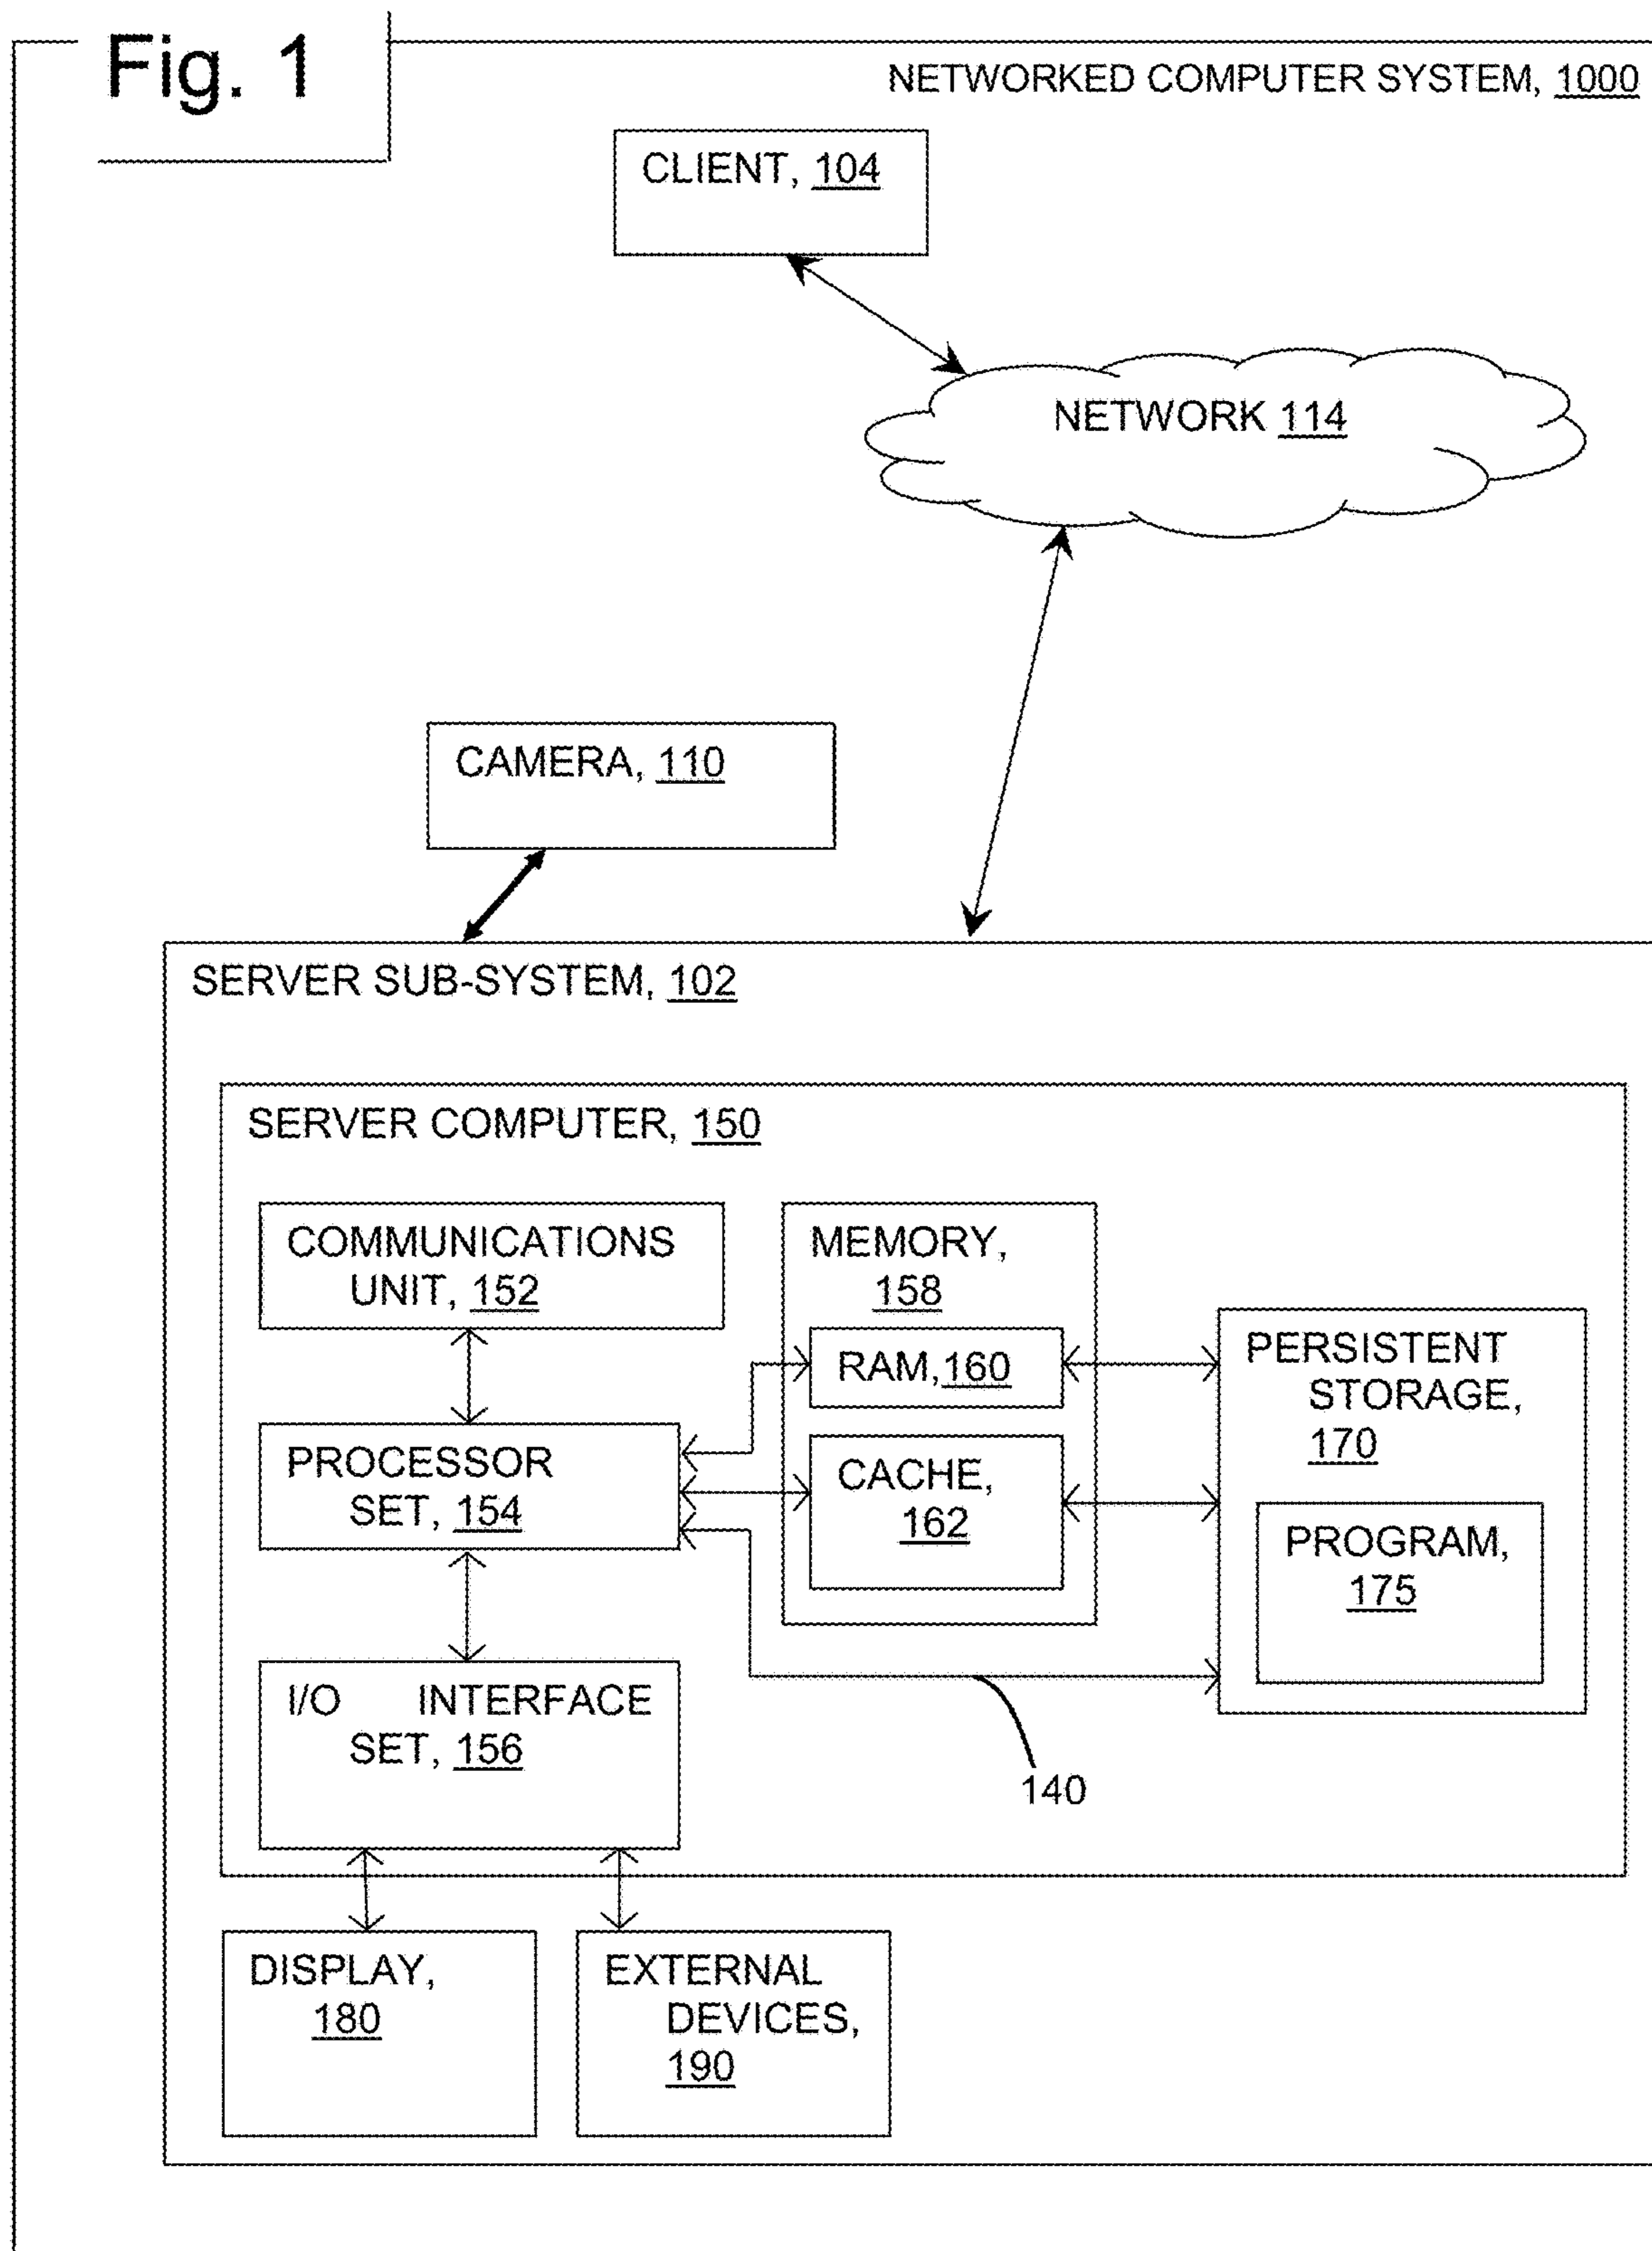 Fig. 1
NETWORKED COMPUTER SYSTEM, 1000
CLIENT, 104
NETWORK 114
CAMERA, 110
SERVER SUB-SYSTEM, 102
SERVER COMPUTER, 150
COMMUNICATIONS
UNIT, 152
MEMORY,
158
RAM,160
PERSISTENT
STORAGE,
170
PROCESSOR
SET, 154
CACHE,
162
PROGRAM,
175
I/O INTERFACE
SET, 156
140
DISPLAY,
180
EXTERNAL
DEVICES,
190